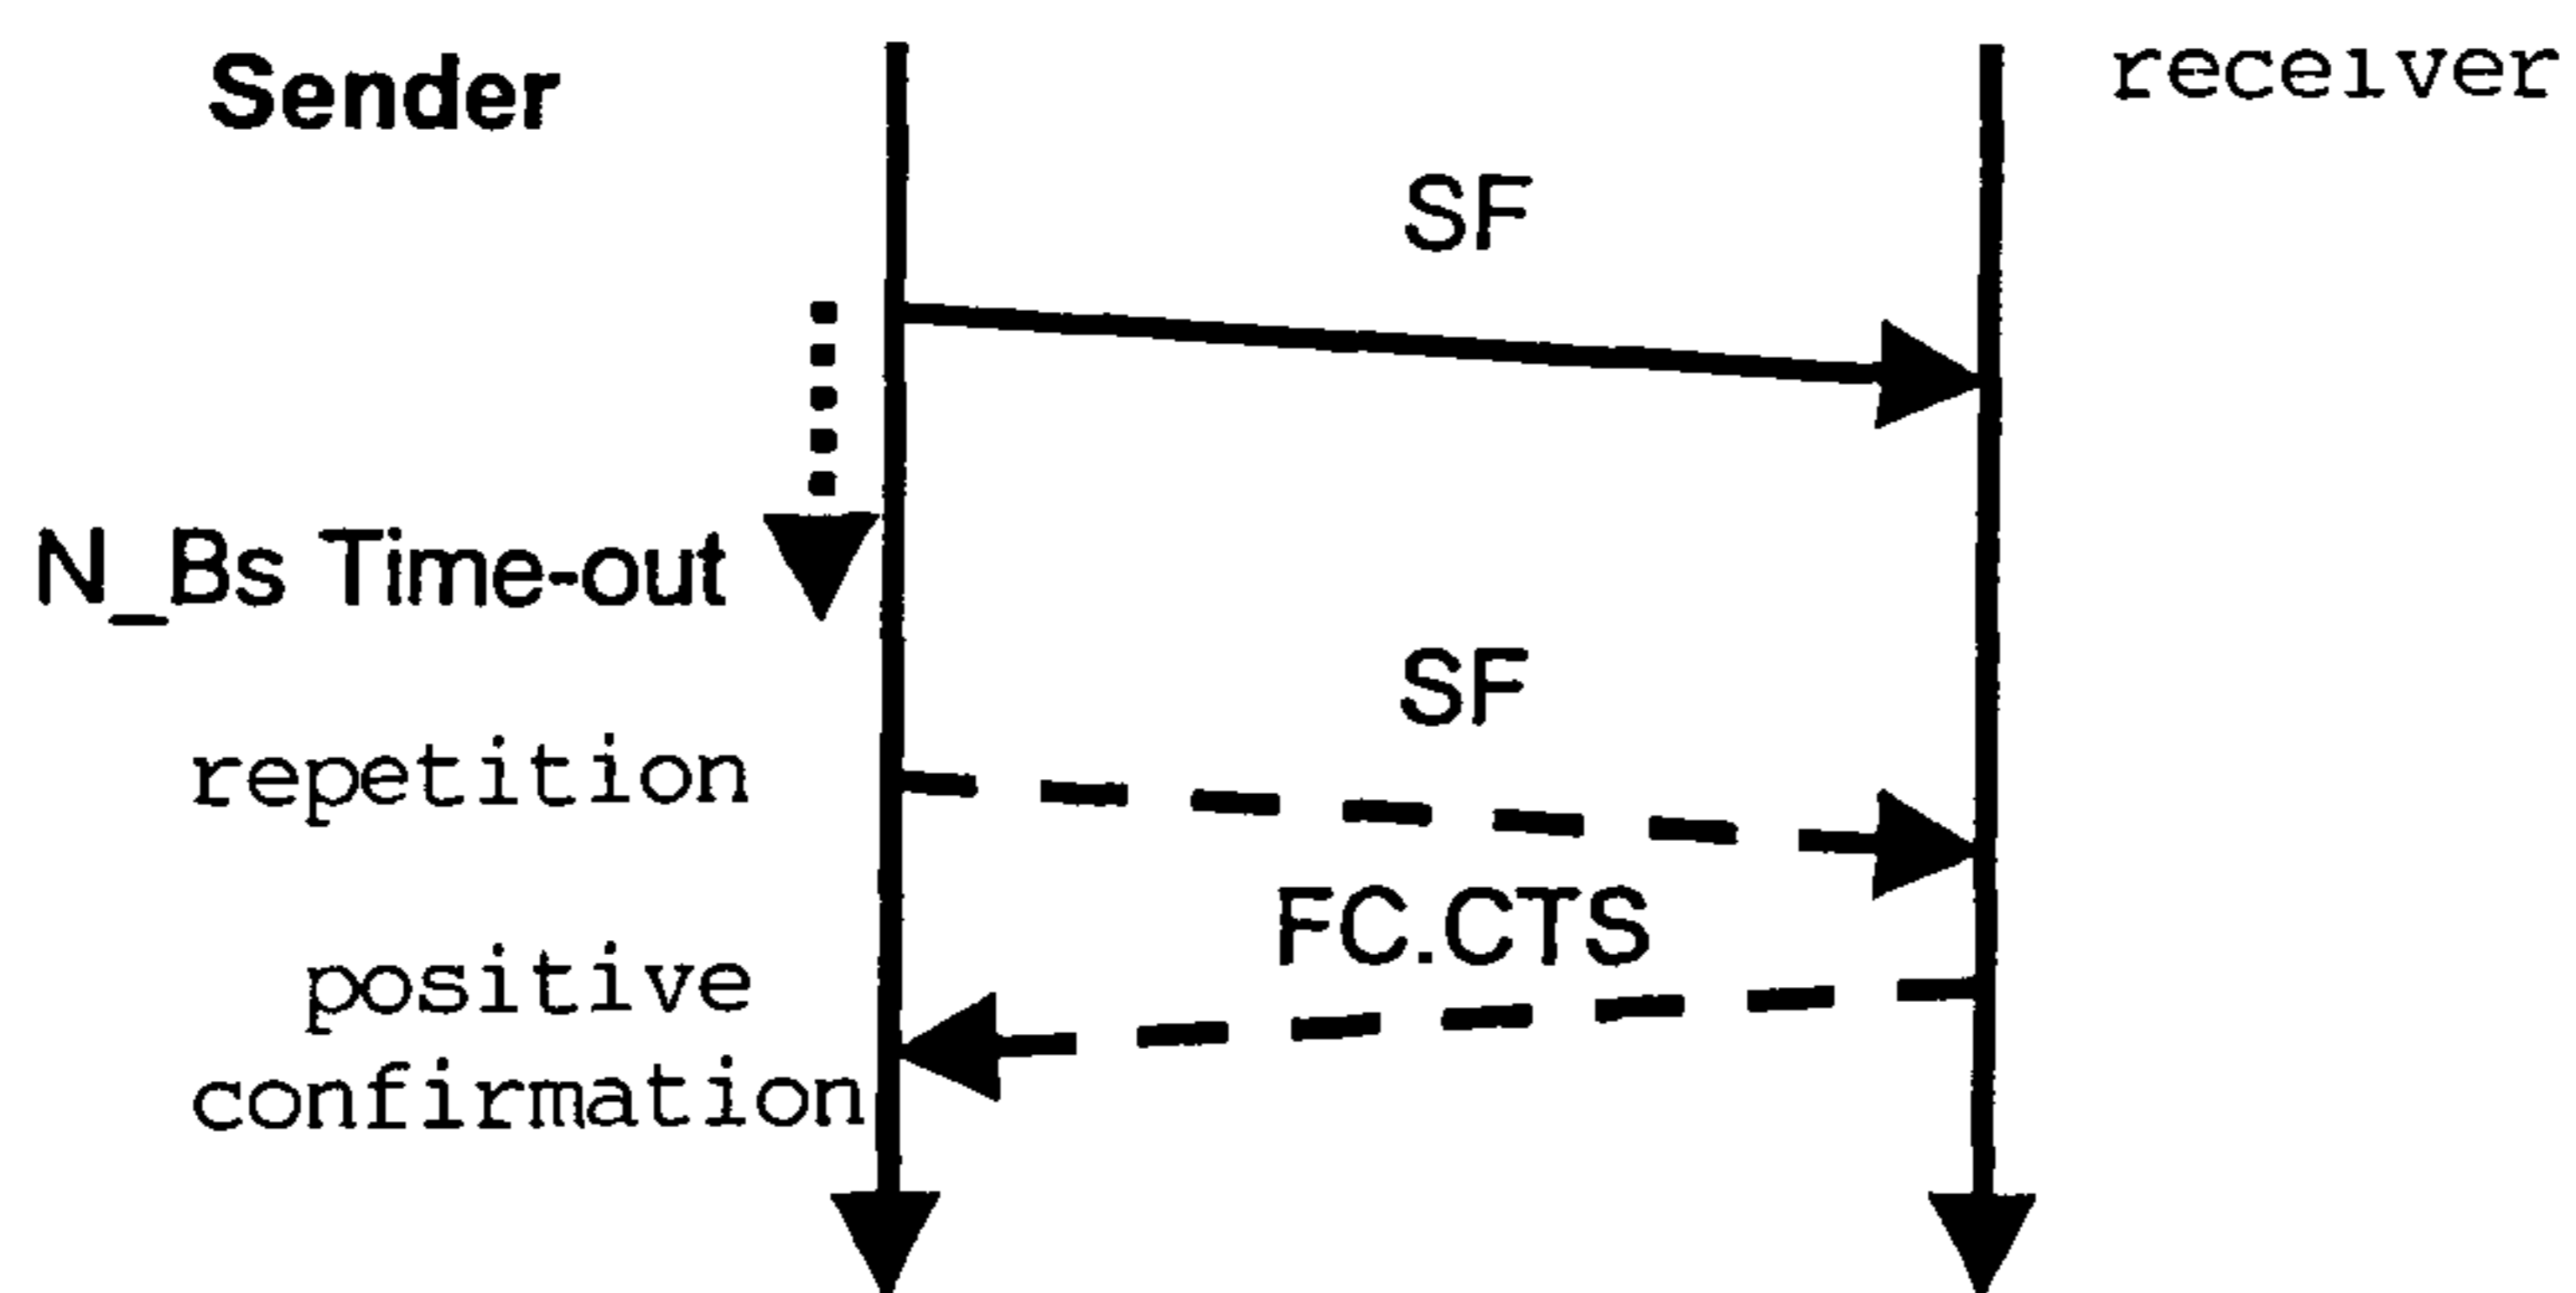 Sender
receiver
SF
N_Bs Time-out
SF
repetition
FC.CTS
positive
confirmation